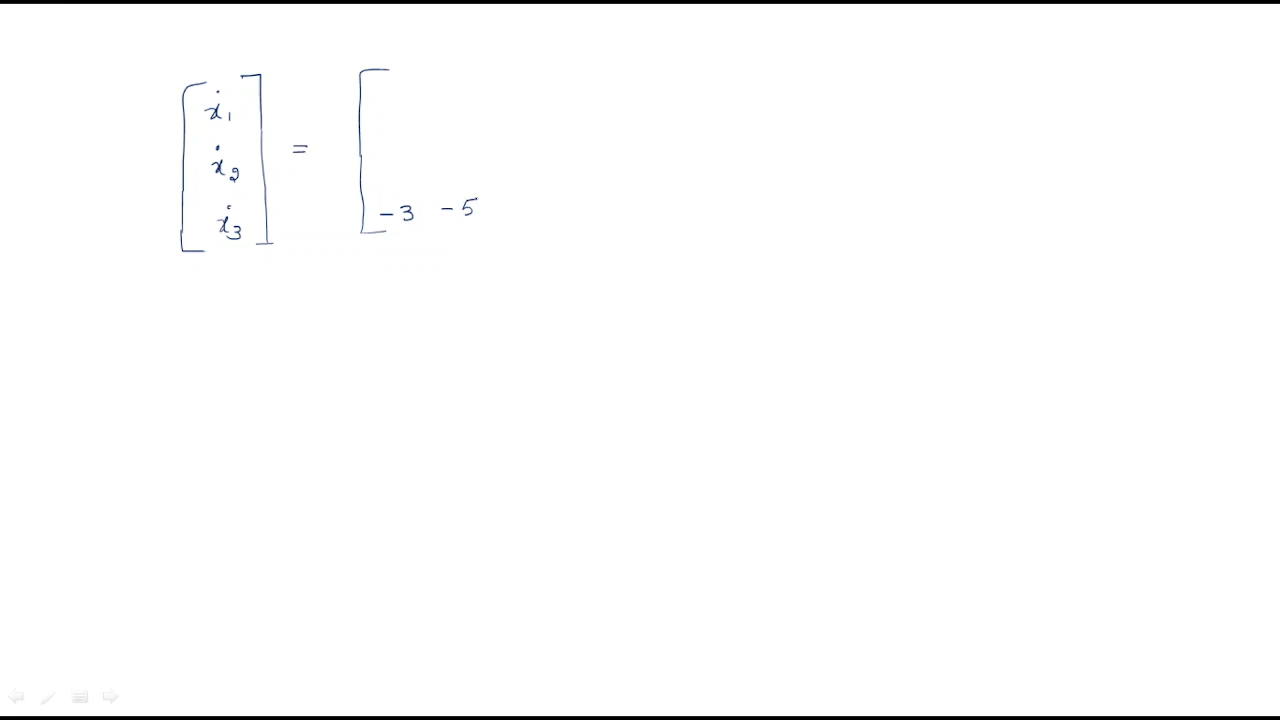 ẋ₁
ẋ₂ =
ẋ₃ -3 -5